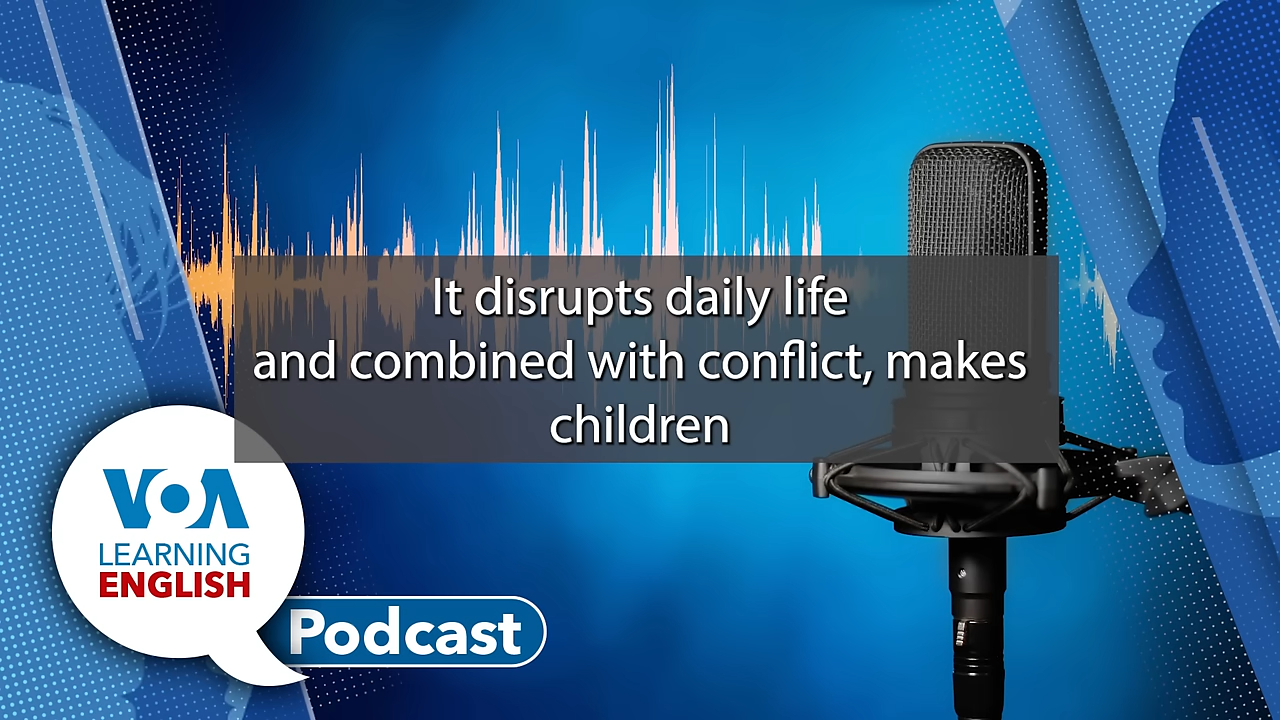 It disrupts daily life
and combined with conflict, makes
children
VOA
LEARNING
ENGLISH
Podcast